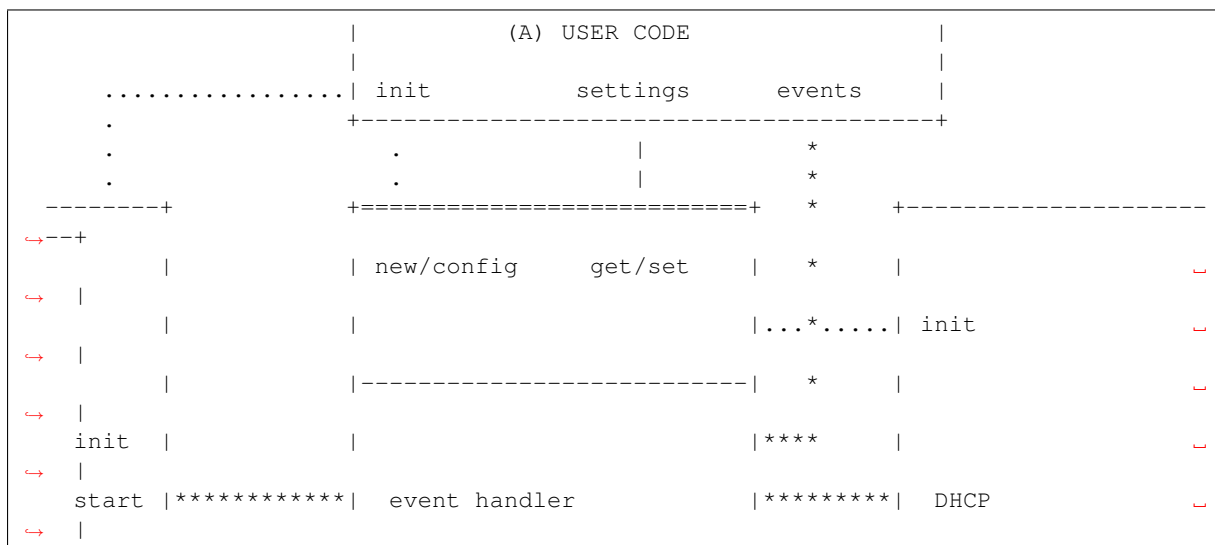 |          (A) USER CODE                 |
                       |                                        |
      .................| init          settings      events     |
      .                +----------------------------------------+
      .                   .                |           *
      .                   .                |           *
  --------+            +===========================+   *     +---------------------
↪--+
          |            | new/config     get/set    |   *     |                    ␣
↪  |
          |            |                           |...*.....| init               ␣
↪  |
          |            |---------------------------|   *     |                    ␣
↪  |
    init  |            |                           |****     |                    ␣
↪  |
    start |************|  event handler            |*********|  DHCP              ␣
↪  |